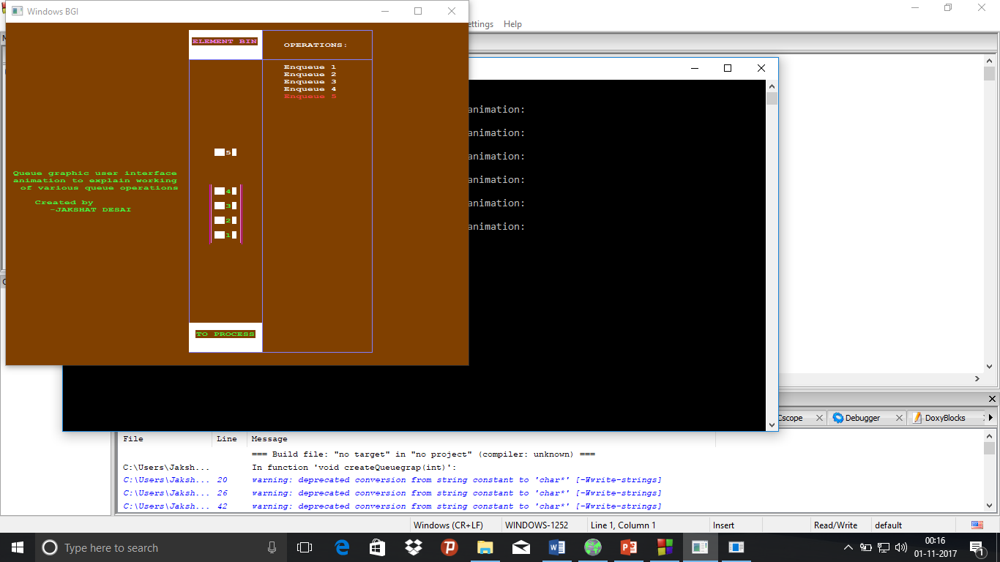 Windows BGI
ettings Help
ELEMENT BIN
OPERATIONS:
Enqueue 1
Enqueue 2
Enqueue 3
Enqueue 4
Enqueue 5
5
4
3
2
1
Queue graphic user interface
animation to explain working
of various queue operations
Created by
-JAKSHAT DESAI
TO PROCESS
animation:
animation:
animation:
animation:
animation:
animation:
Cscope
Debugger
DoxyBlocks
File Line Message
=== Build file: "no target" in "no project" (compiler: unknown) ===
C:\Users\Jaksh... In function 'void createQueuegrap(int)':
C:\Users\Jaksh... 20 warning: deprecated conversion from string constant to 'char*' [-Wwrite-strings]
C:\Users\Jaksh... 26 warning: deprecated conversion from string constant to 'char*' [-Wwrite-strings]
C:\Users\Jaksh... 42 warning: deprecated conversion from string constant to 'char*' [-Wwrite-strings]
Windows (CR+LF) WINDOWS-1252 Line 1, Column 1 Insert Read/Write default
Type here to search
00:16
01-11-2017
1